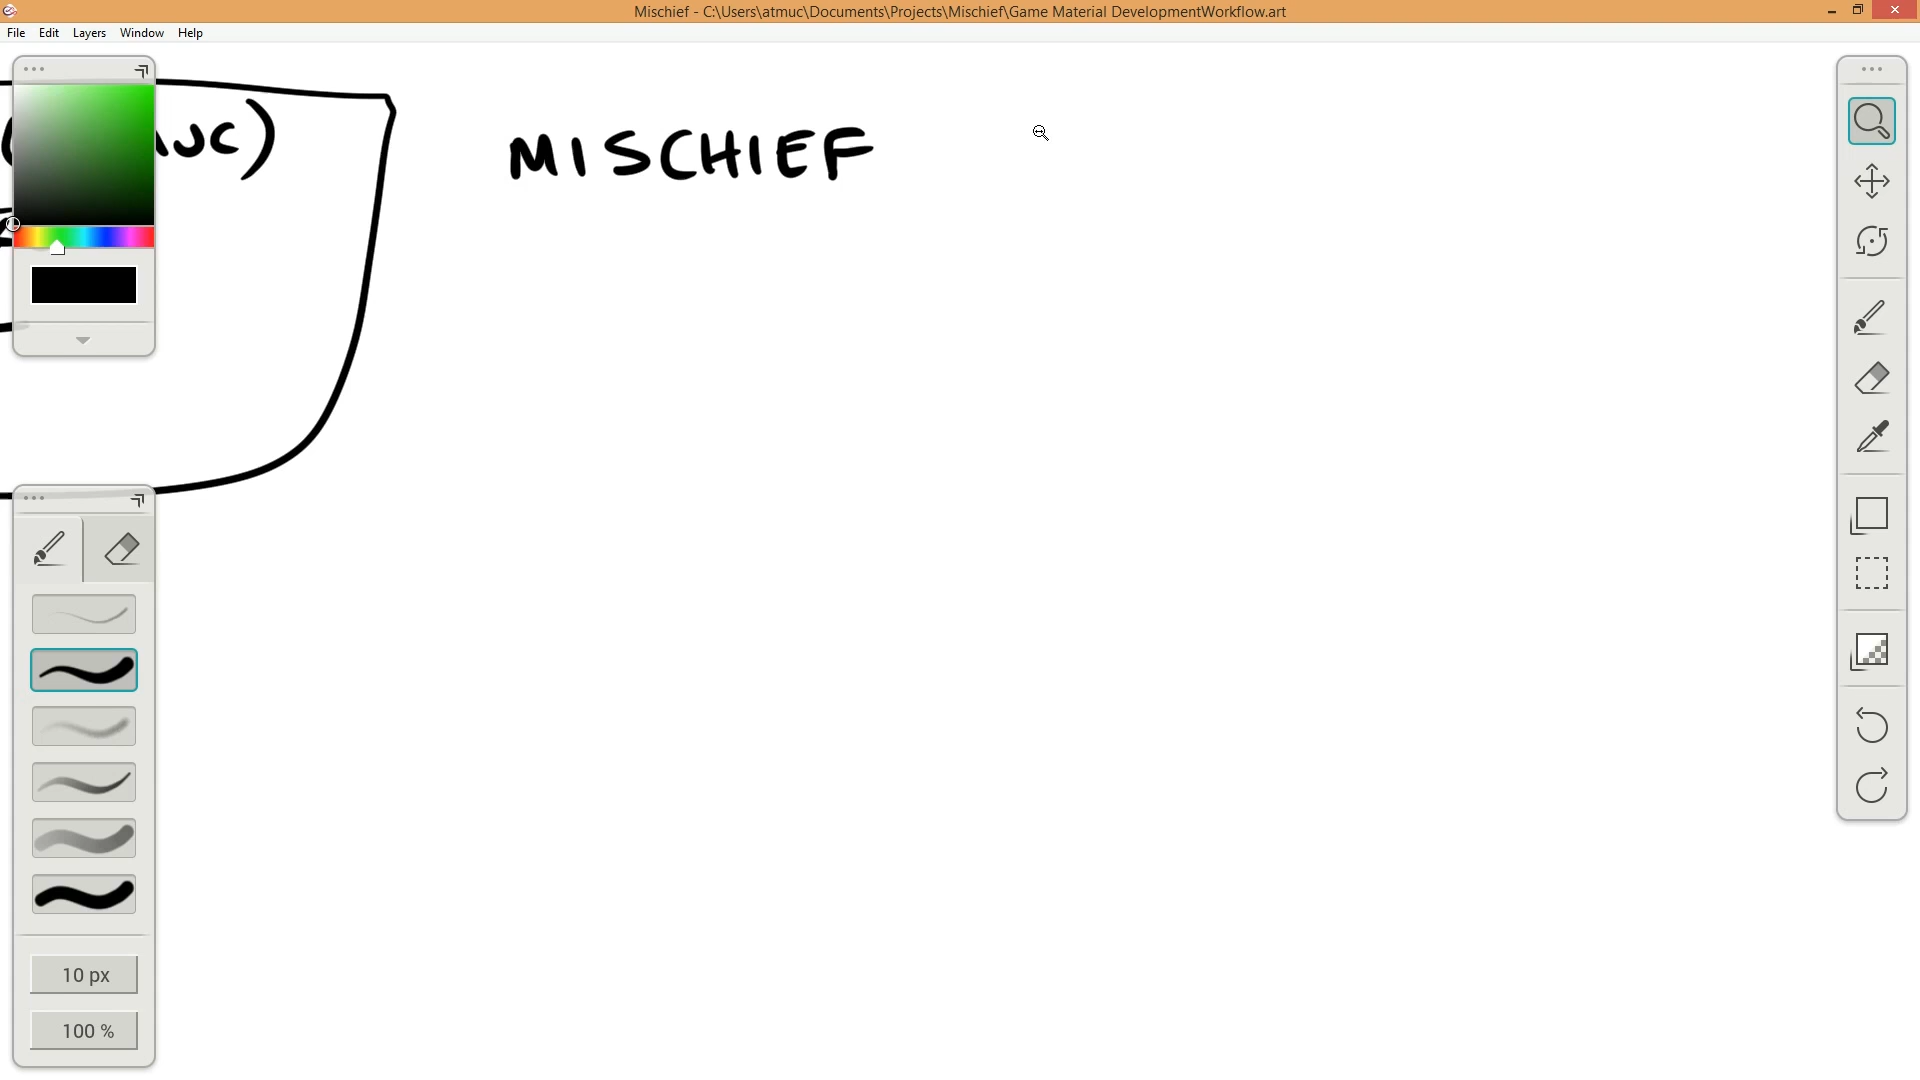 Mischief - C:\Users\atmuc\Documents\Projects\Mischief\Game Material DevelopmentWorkflow.art
File Edit Layers Window Help
UC)
MISCHIEF
10 px
100 %